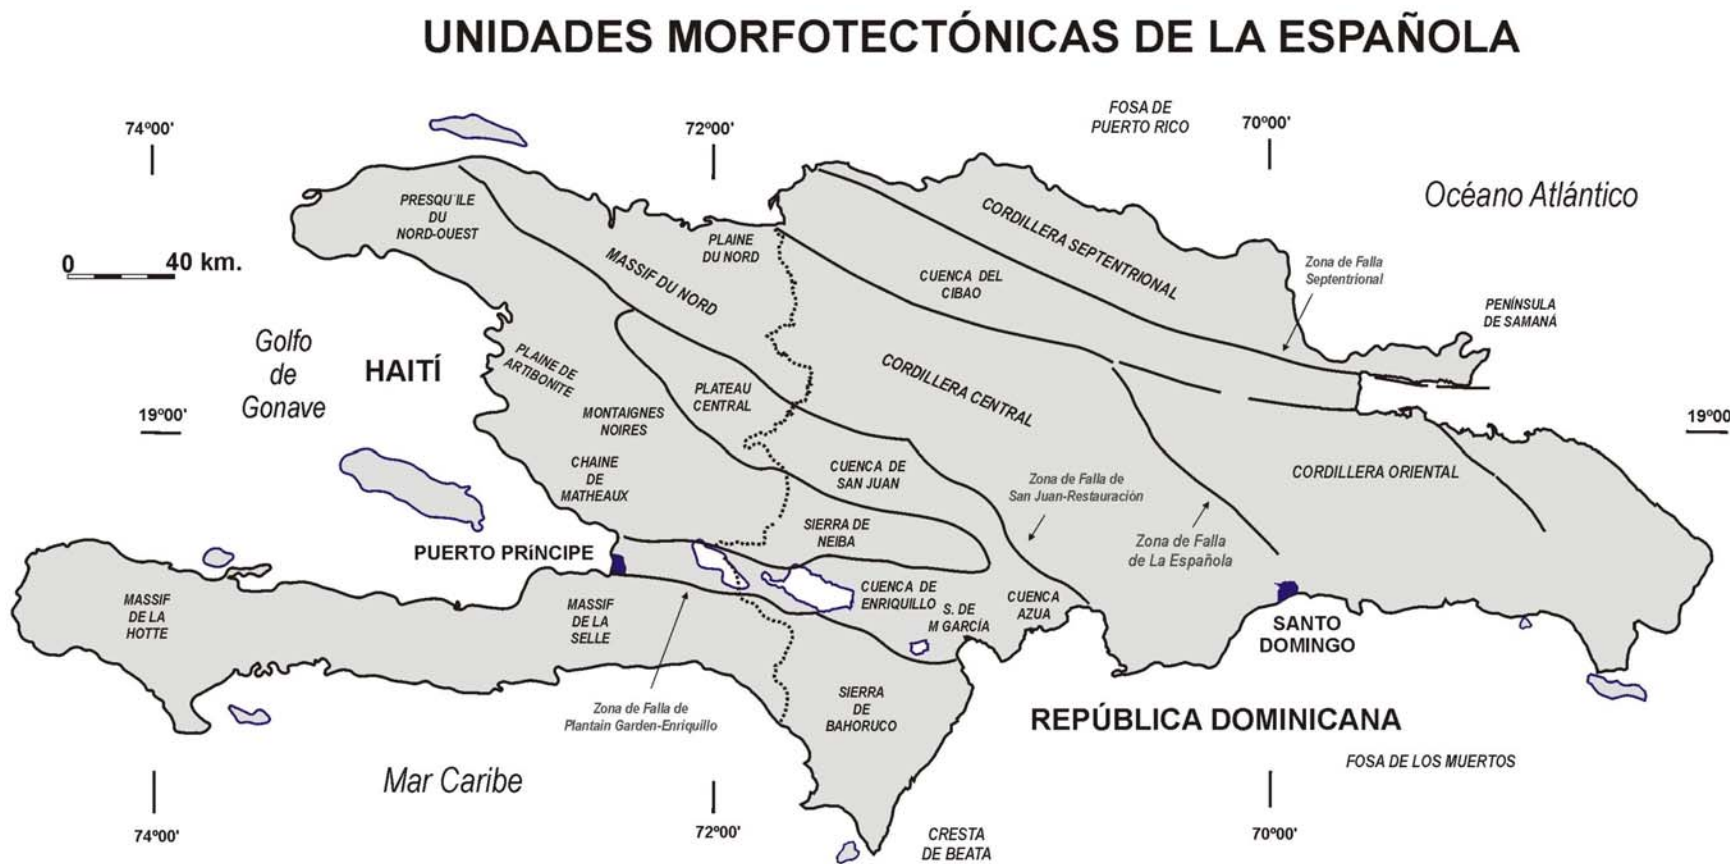 UNIDADES MORFOTECTÓNICAS DE LA ESPAÑOLA
74º00'
72º00'
FOSA DE
PUERTO RICO
70º00'
Océano Atlántico
PRESQU´ILE
DU
NORD-OUEST
PLAINE
DU NORD
CORDILLERA SEPTENTRIONAL
0 40 km.
MASSIF DU NORD
CUENCA DEL
CIBAO
Zona de Falla
Septentrional
PENÍNSULA
DE SAMANÁ
Golfo
de
Gonave
HAITÍ
PLAINE DE
ARTIBONITE
PLATEAU
CENTRAL
CORDILLERA CENTRAL
19º00'
MONTAIGNES
NOIRES
19º00'
CHAINE
DE
MATHEAUX
CUENCA DE
SAN JUAN
Zona de Falla de
San Juan-Restauración
CORDILLERA ORIENTAL
SIERRA DE
NEIBA
Zona de Falla
de La Española
PUERTO PRíNCIPE
CUENCA DE
ENRIQUILLO
S. DE
M GARCÍA
CUENCA
AZUA
MASSIF
DE LA
HOTTE
MASSIF
DE LA
SELLE
SANTO
DOMINGO
Zona de Falla de
Plantain Garden-Enriquillo
SIERRA
DE
BAHORUCO
REPÚBLICA DOMINICANA
FOSA DE LOS MUERTOS
Mar Caribe
74º00'
72º00'
70º00'
CRESTA
DE BEATA